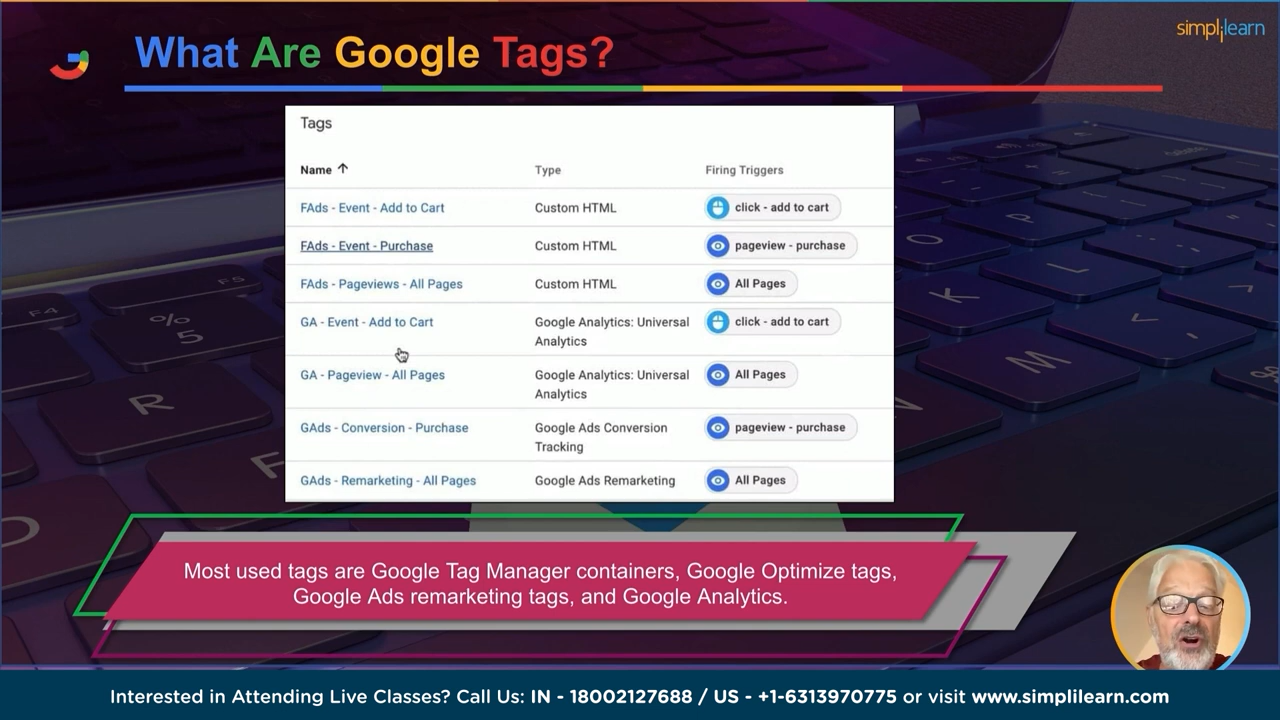 What Are Google Tags?
simplilearn
Tags
Name Type Firing Triggers
FAds - Event - Add to Cart Custom HTML click - add to cart
FAds - Event - Purchase Custom HTML pageview - purchase
FAds - Pageviews - All Pages Custom HTML All Pages
GA - Event - Add to Cart Google Analytics: Universal click - add to cart
Analytics
GA - Pageview - All Pages Google Analytics: Universal All Pages
Analytics
GAds - Conversion - Purchase Google Ads Conversion pageview - purchase
Tracking
GAds - Remarketing - All Pages Google Ads Remarketing All Pages
F4
F5
%
5
R
F
K
L
M
N
O
delete
Most used tags are Google Tag Manager containers, Google Optimize tags,
Google Ads remarketing tags, and Google Analytics.
Interested in Attending Live Classes? Call Us: IN - 18002127688 / US - +1-6313970775 or visit www.simplilearn.com